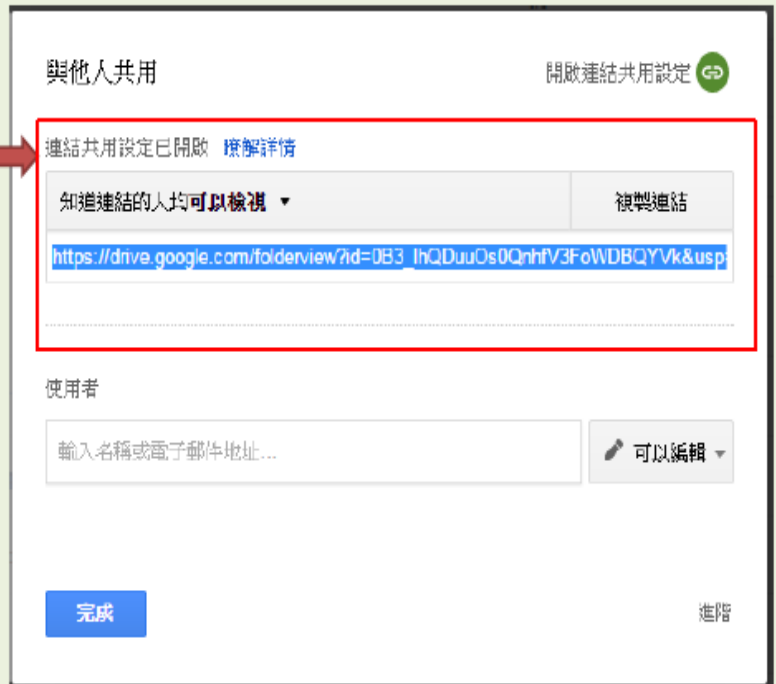 與他人共用
開啟連結共用設定
連結共用設定已開啟 瞭解詳情
知道連結的人均可以檢視 ▼
複製連結
https://drive.google.com/folderview?id=0B3_lhQDuuOs0QnhfV3FoWDBQYVk&usp=
使用者
輸入名稱或電子郵件地址...
可以編輯
完成
進階